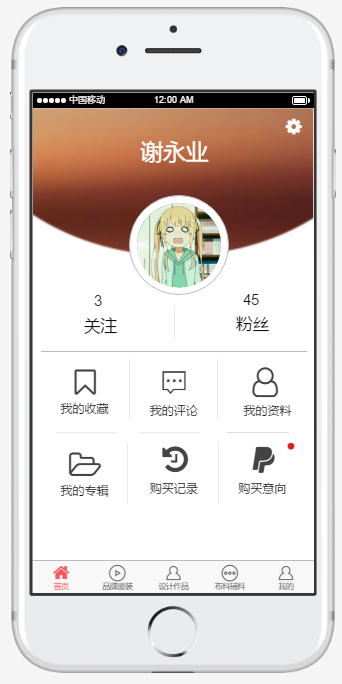 中国移动 12:00 AM
谢永业
3 45
关注 粉丝
我的收藏 我的评论 我的资料
我的专辑 购买记录 购买意向
首页 品牌服装 设计作品 布料辅料 我的